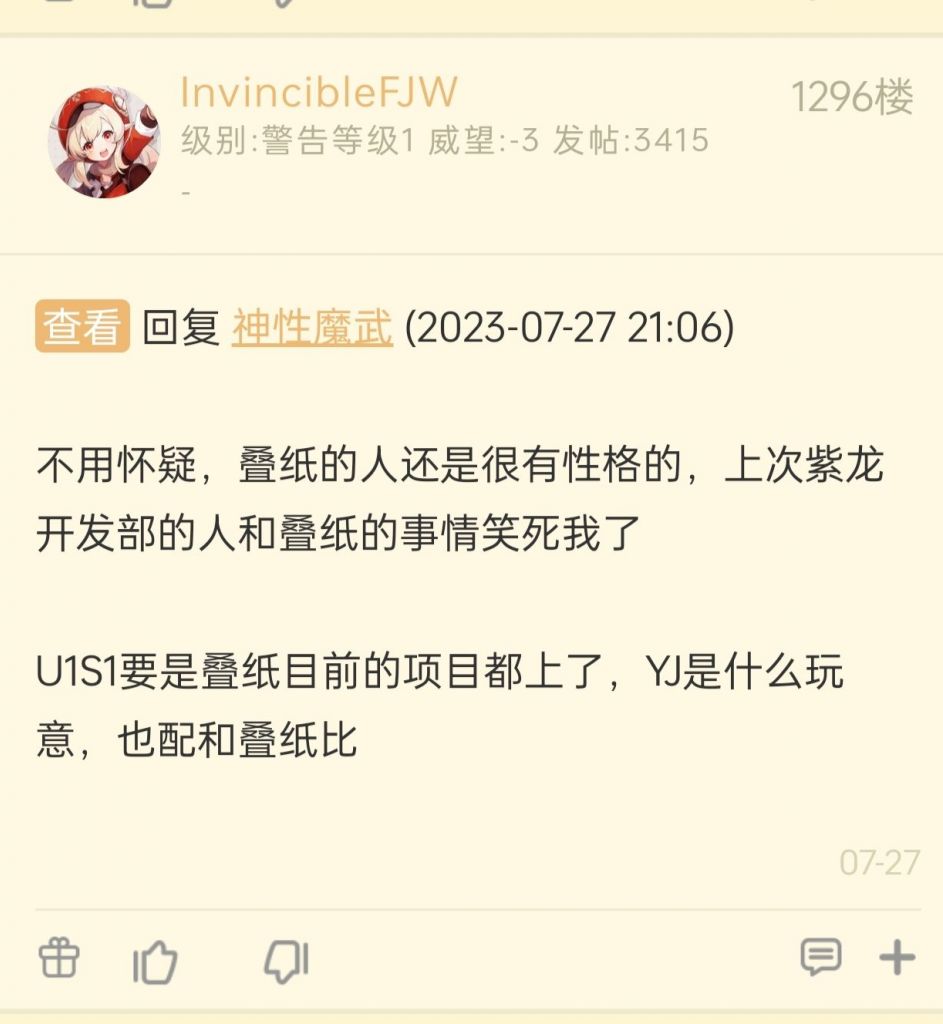 InvincibleFJW
1296楼
级别:警告等级1 威望:-3 发帖:3415
-
查看 回复 神性魔武 (2023-07-27 21:06)
不用怀疑，叠纸的人还是很有性格的，上次紫龙
开发部的人和叠纸的事情笑死我了
U1S1要是叠纸目前的项目都上了，YJ是什么玩
意，也配和叠纸比
07-27